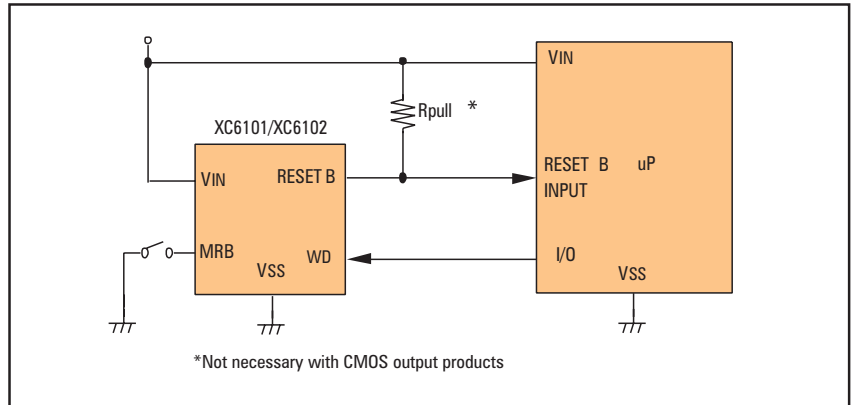 VIN
Rpull *
XC6101/XC6102
VIN
RESET B
MRB
WD
VSS
RESET B uP
INPUT
I/O
VSS
*Not necessary with CMOS output products